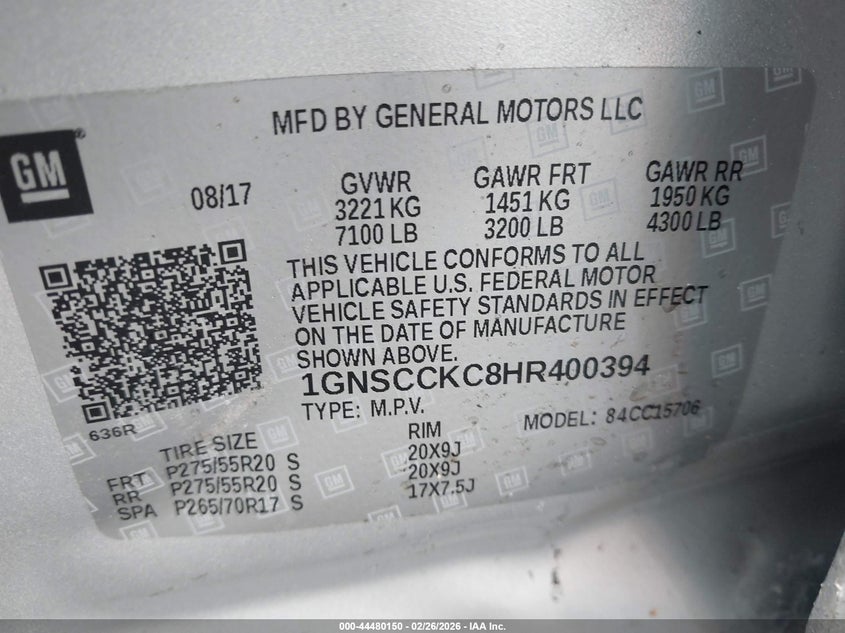 MFD BY GENERAL MOTORS LLC
GM
08/17
GVWR GAWR FRT GAWR RR
3221 KG 1451 KG 1950 KG
7100 LB 3200 LB 4300 LB
THIS VEHICLE CONFORMS TO ALL
APPLICABLE U.S. FEDERAL MOTOR
VEHICLE SAFETY STANDARDS IN EFFECT
ON THE DATE OF MANUFACTURE
SHOWN ABOVE.
1GNSCCKC8HR400394
TYPE: M.P.V. MODEL: 84CC15706
636R
TIRE SIZE RIM
FRT P275/55R20 S 20X9J
RR P275/55R20 S 20X9J
SPA P265/70R17 S 17X7.5J
000-44480150 - 02/26/2026 - IAA Inc.